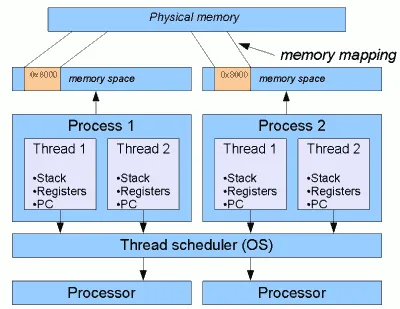 Physical memory
memory mapping
0x8000 memory space
0x8000 memory space
Process 1
Process 2
Thread 1
•Stack
•Registers
•PC
Thread 2
•Stack
•Registers
•PC
Thread 1
•Stack
•Registers
•PC
Thread 2
•Stack
•Registers
•PC
Thread scheduler (OS)
Processor
Processor